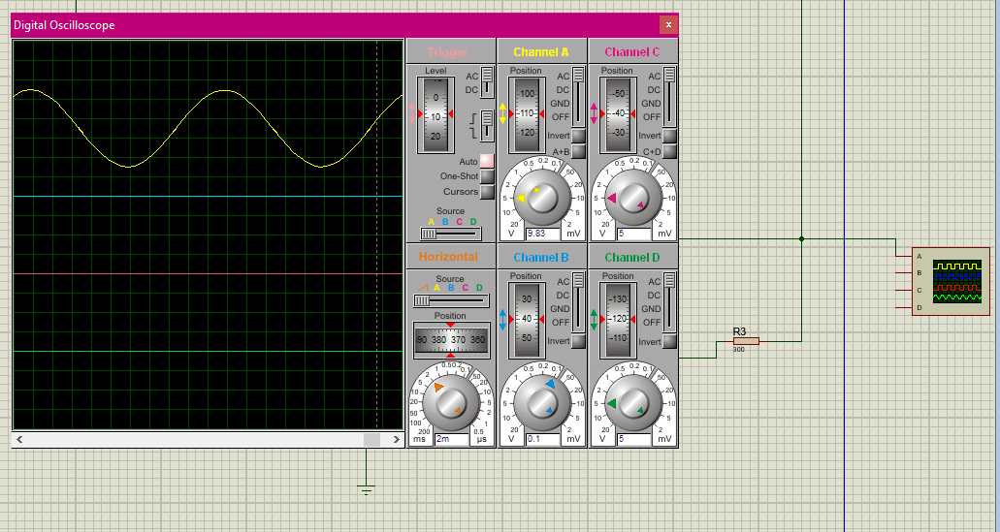 Digital Oscilloscope
x
Trigger
Level
AC
DC
0
10
20
Auto
One-Shot
Cursors
Source
A B C D
Channel A
Position
100
110
120
AC
DC
GND
OFF
Invert
A+B
20 10 5 2 1 0.5 0.2 0.1 50 20 10 5 2
V 9.83 mV
Channel C
Position
-50
-40
-30
AC
DC
GND
OFF
Invert
C+D
20 10 5 2 1 0.5 0.2 0.1 50 20 10 5 2
V 5 mV
Horizontal
Source
A B C D
Position
90 380 370 360
200 100 50 20 10 5 2 1 0.5 0.2 0.1 50 20 10 5 2 1 0.5
ms 2m µs
Channel B
Position
30
40
50
AC
DC
GND
OFF
Invert
20 10 5 2 1 0.5 0.2 0.1 50 20 10 5 2
V 0.1 mV
Channel D
Position
-130
-120
-110
AC
DC
GND
OFF
Invert
20 10 5 2 1 0.5 0.2 0.1 50 20 10 5 2
V 5 mV
R3
300
A
B
C
D